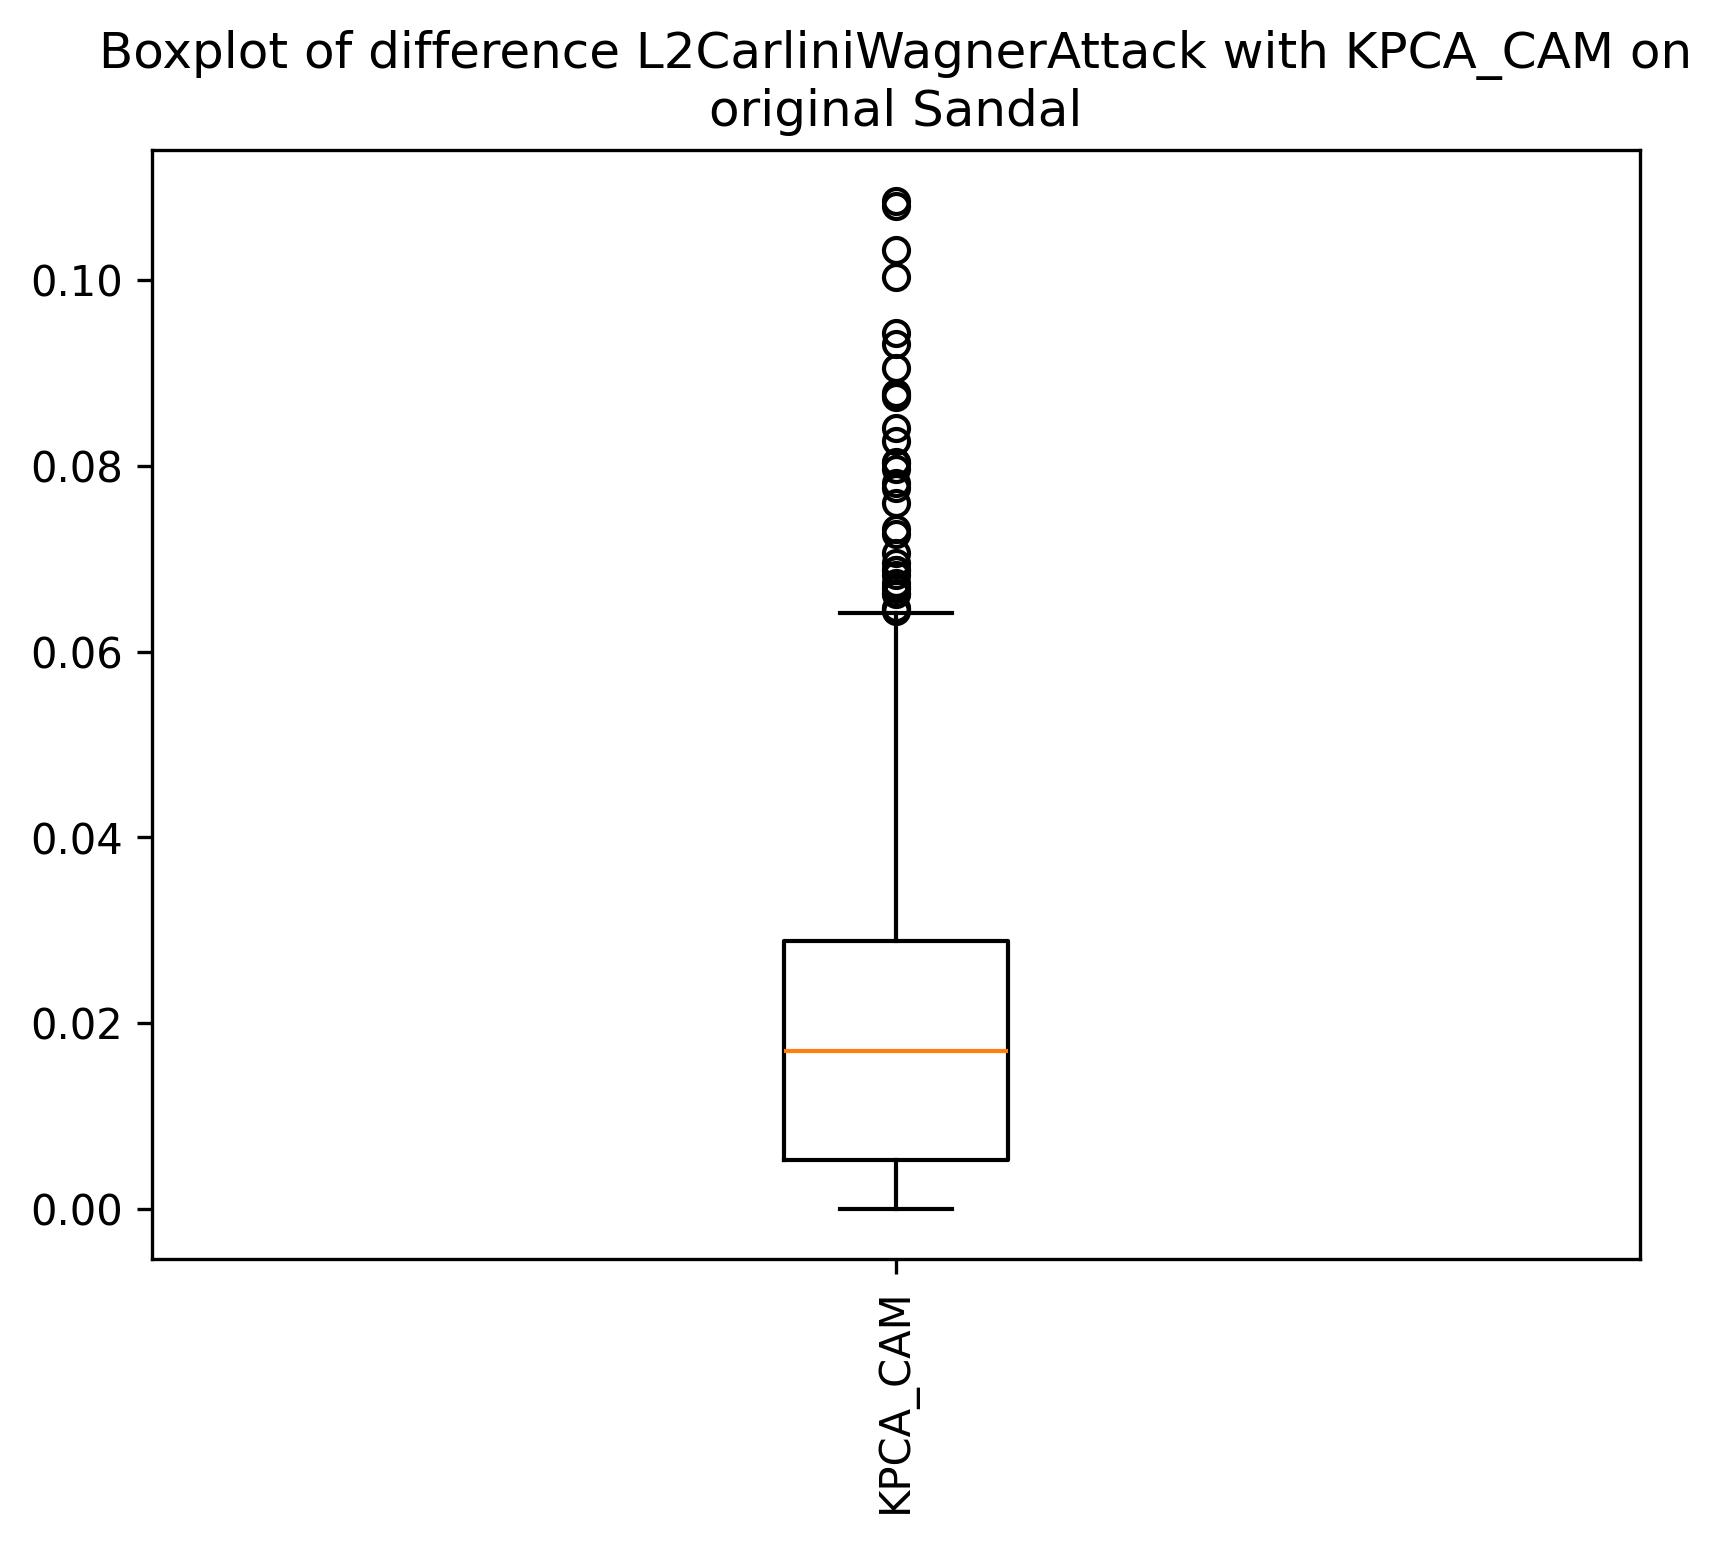 Boxplot of difference L2CarliniWagnerAttack with KPCA_CAM on
original Sandal
0.10
0.08
0.06
0.04
0.02
0.00
KPCA_CAM